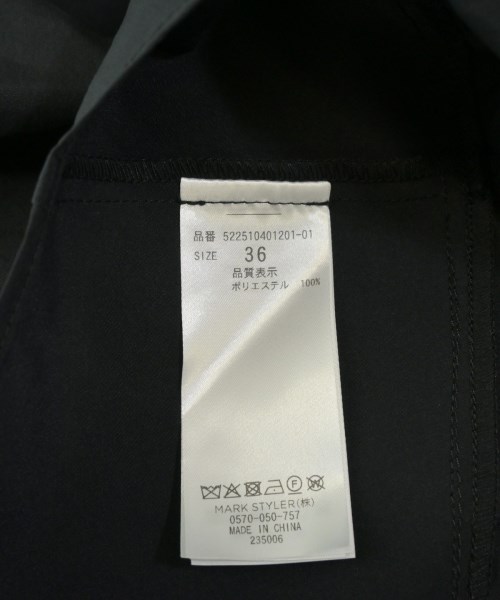 品番 522510401201-01
SIZE 36
品質表示
ポリエステル 100%
MARK STYLER(株)
0570-050-757
MADE IN CHINA
235006